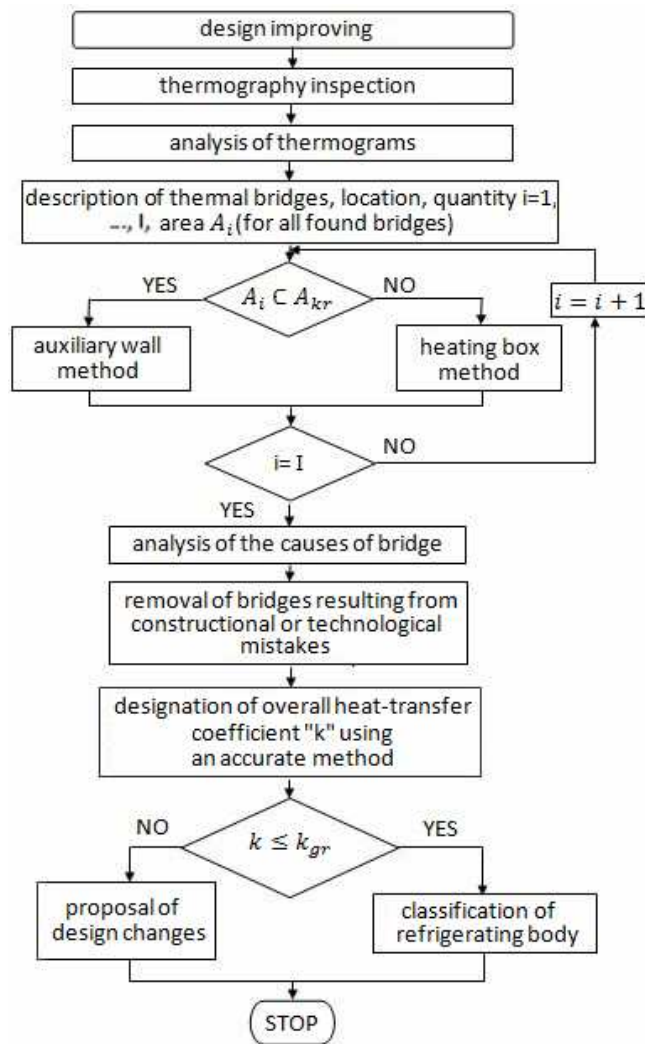 design improving
thermography inspection
analysis of thermograms
description of thermal bridges, location, quantity i=1,
..., I, area A_i (for all found bridges)
YES
A_i ⊂ A_kr
NO
i = i + 1
auxiliary wall
method
heating box
method
i= I
NO
YES
analysis of the causes of bridge
removal of bridges resulting from
constructional or technological
mistakes
designation of overall heat-transfer
coefficient "k" using
an accurate method
NO
k ≤ k_gr
YES
proposal of
design changes
classification of
refrigerating body
STOP